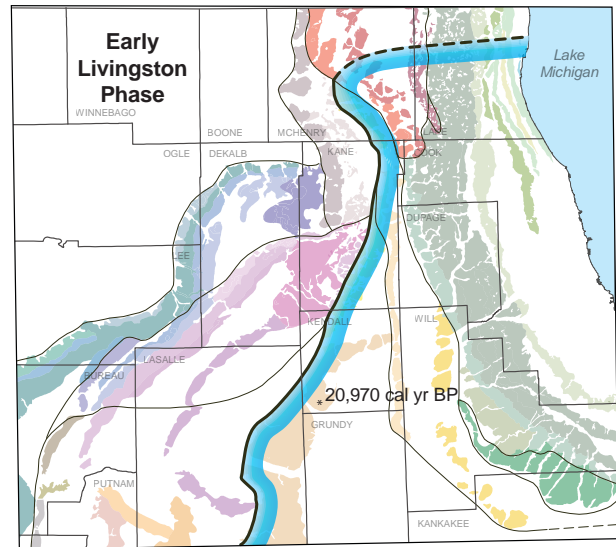 Early
Livingston
Phase
Lake
Michigan
WINNEBAGO
BOONE
MCHENRY
LAKE
OGLE
DEKALB
KANE
COOK
DUPAGE
LEE
KENDALL
WILL
LASALLE
BUREAU
*20,970 cal yr BP
GRUNDY
PUTNAM
KANKAKEE